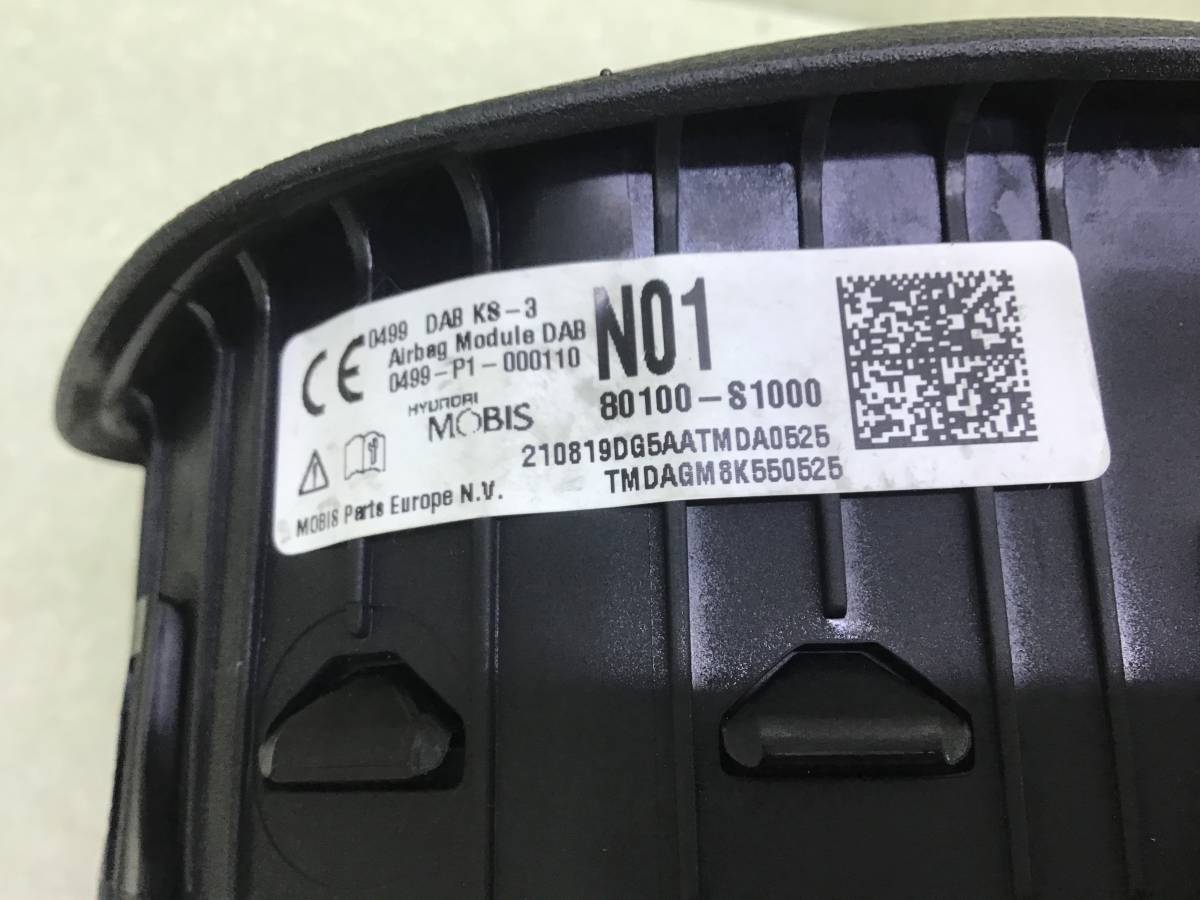 CE 0499 DAB KS-3
Airbag Module DAB
0499-P1-000110
N01
HYUNDAI
MOBIS
80100-S1000
210819DG5AATMDA0525
TMDAGM8K550525
MOBIS Parts Europe N.V.